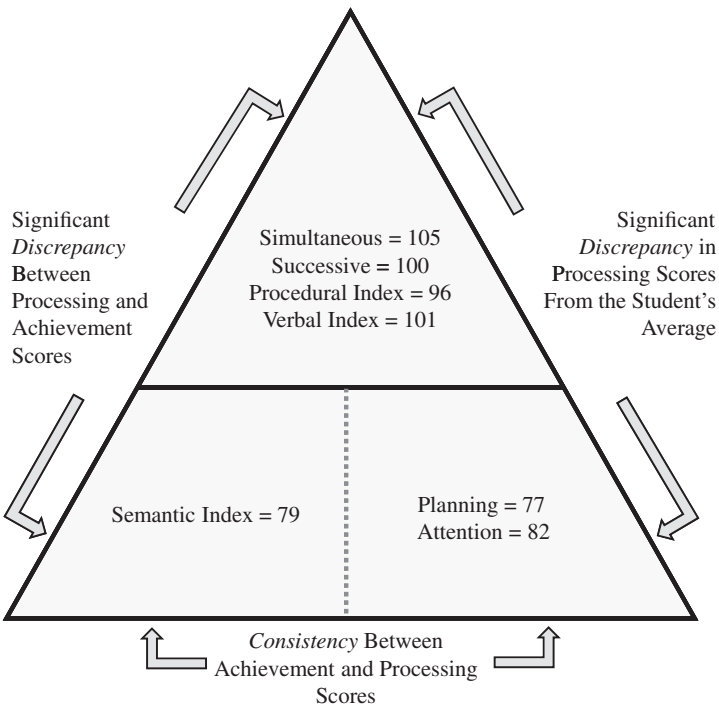 Significant
Discrepancy
Between
Processing and
Achievement
Scores
Simultaneous = 105
Successive = 100
Procedural Index = 96
Verbal Index = 101
Significant
Discrepancy in
Processing Scores
From the Student’s
Average
Semantic Index = 79
Planning = 77
Attention = 82
Consistency Between
Achievement and Processing
Scores